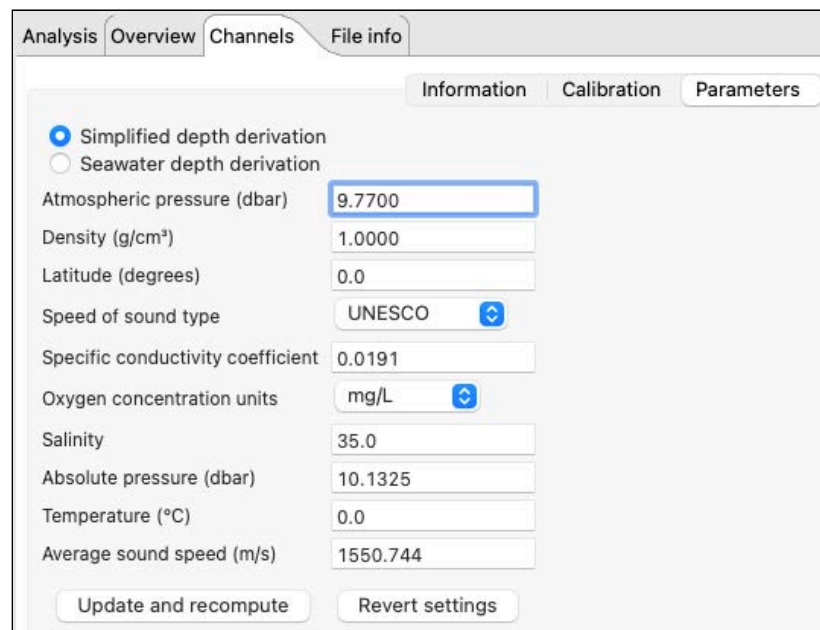 Analysis Overview Channels File info
Information Calibration Parameters
Simplified depth derivation
Seawater depth derivation
Atmospheric pressure (dbar) 9.7700
Density (g/cm³) 1.0000
Latitude (degrees) 0.0
Speed of sound type UNESCO
Specific conductivity coefficient 0.0191
Oxygen concentration units mg/L
Salinity 35.0
Absolute pressure (dbar) 10.1325
Temperature (°C) 0.0
Average sound speed (m/s) 1550.744
Update and recompute Revert settings